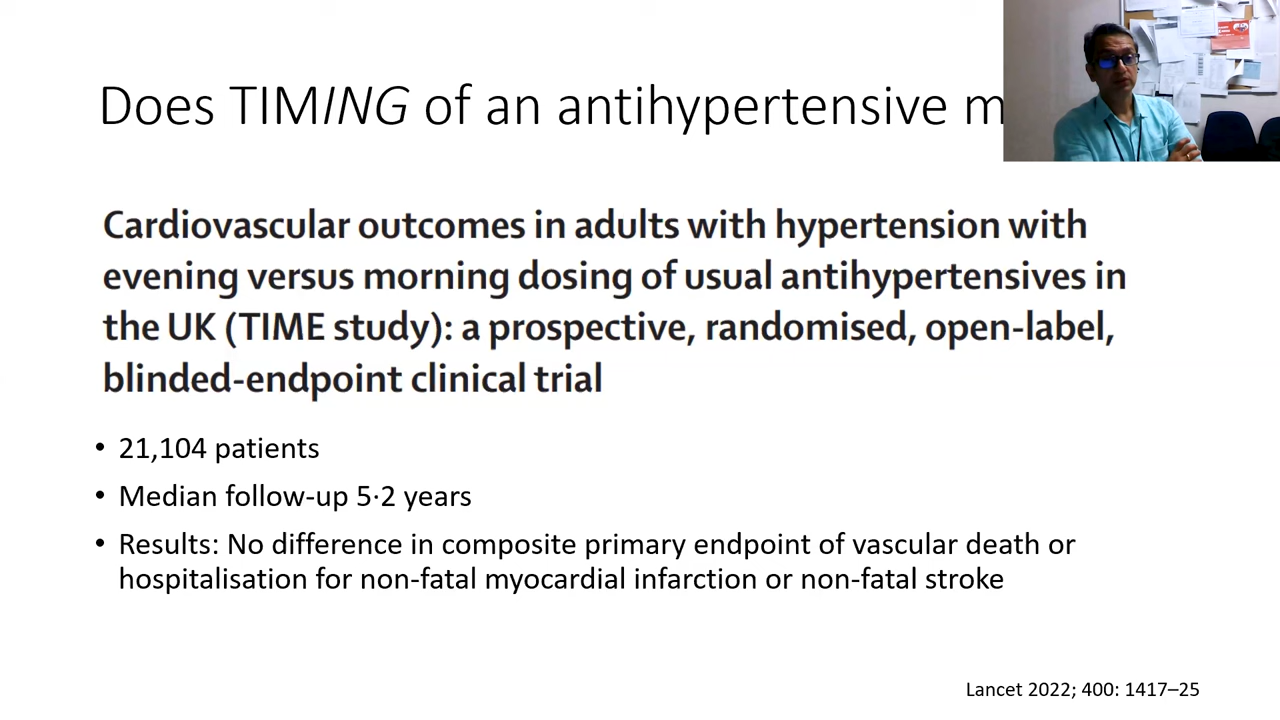 Does TIMING of an antihypertensive
Cardiovascular outcomes in adults with hypertension with
evening versus morning dosing of usual antihypertensives in
the UK (TIME study): a prospective, randomised, open-label,
blinded-endpoint clinical trial
• 21,104 patients
• Median follow-up 5·2 years
• Results: No difference in composite primary endpoint of vascular death or
hospitalisation for non-fatal myocardial infarction or non-fatal stroke
Lancet 2022; 400: 1417–25